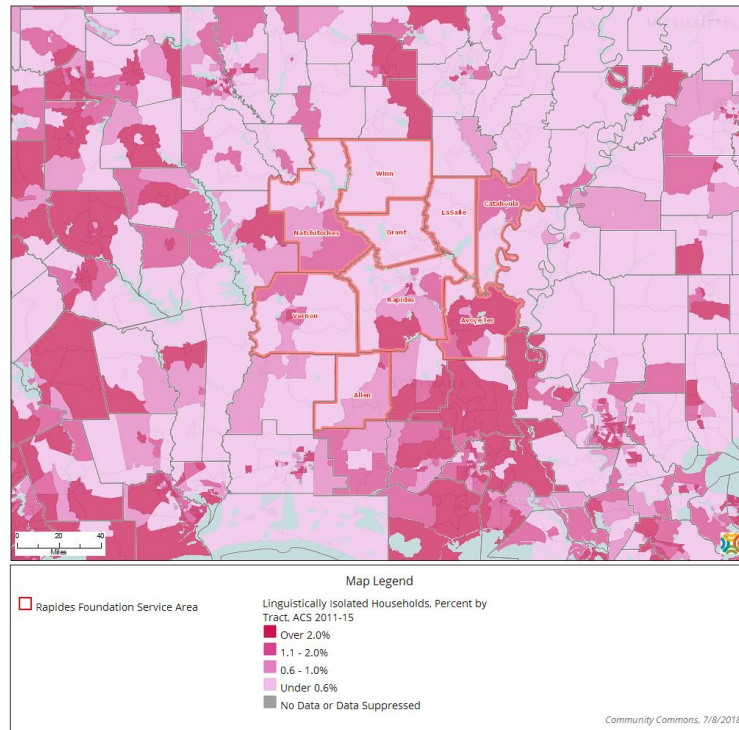 MISSISSIPPI
Winn
Catahoula
LaSalle
Natchitoches
Grant
Rapides
Vernon
Avoyelles
Allen
0 20 40
Miles
Map Legend
Rapides Foundation Service Area
Linguistically Isolated Households, Percent by
Tract, ACS 2011-15
Over 2.0%
1.1 - 2.0%
0.6 - 1.0%
Under 0.6%
No Data or Data Suppressed
Community Commons, 7/8/2018